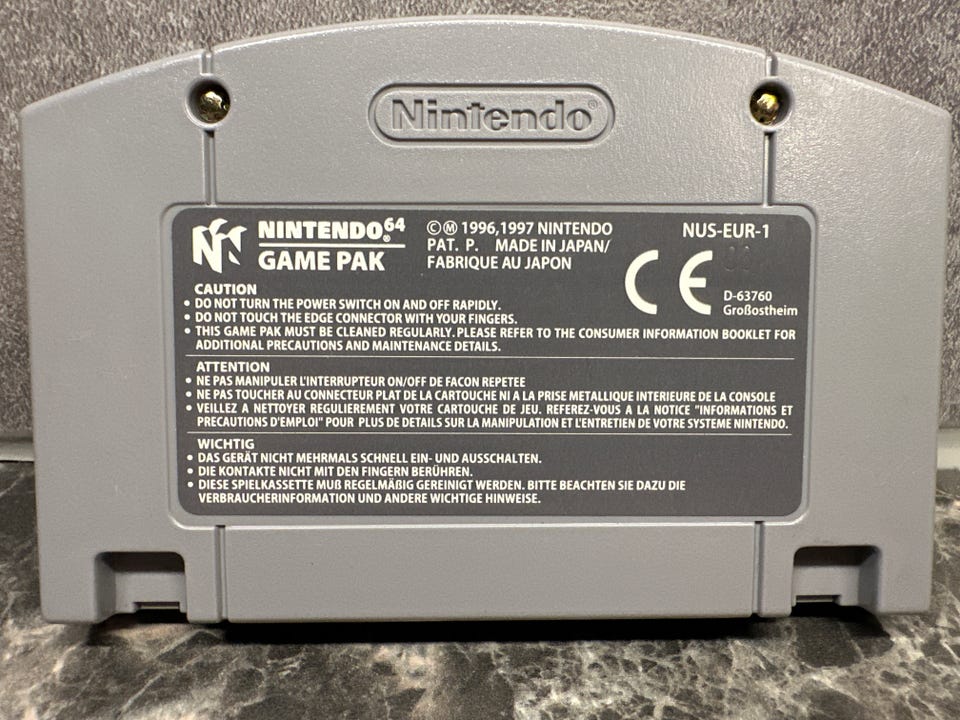 Nintendo®
NINTENDO64®
GAME PAK
©Ⓜ 1996,1997 NINTENDO
PAT. P. MADE IN JAPAN/
FABRIQUE AU JAPON
NUS-EUR-1
CE
D-63760
Großostheim
CAUTION
• DO NOT TURN THE POWER SWITCH ON AND OFF RAPIDLY.
• DO NOT TOUCH THE EDGE CONNECTOR WITH YOUR FINGERS.
• THIS GAME PAK MUST BE CLEANED REGULARLY. PLEASE REFER TO THE CONSUMER INFORMATION BOOKLET FOR
ADDITIONAL PRECAUTIONS AND MAINTENANCE DETAILS.
ATTENTION
• NE PAS MANIPULER L'INTERRUPTEUR ON/OFF DE FACON REPETEE
• NE PAS TOUCHER AU CONNECTEUR PLAT DE LA CARTOUCHE NI A LA PRISE METALLIQUE INTERIEURE DE LA CONSOLE
• VEILLEZ A NETTOYER REGULIEREMENT VOTRE CARTOUCHE DE JEU. REFEREZ-VOUS A LA NOTICE "INFORMATIONS ET
PRECAUTIONS D'EMPLOI" POUR PLUS DE DETAILS SUR LA MANIPULATION ET L'ENTRETIEN DE VOTRE SYSTEME NINTENDO.
WICHTIG
• DAS GERÄT NICHT MEHRMALS SCHNELL EIN- UND AUSSCHALTEN.
• DIE KONTAKTE NICHT MIT DEN FINGERN BERÜHREN.
• DIESE SPIELKASSETTE MUß REGELMÄßIG GEREINIGT WERDEN. BITTE BEACHTEN SIE DAZU DIE
VERBRAUCHERINFORMATION UND ANDERE WICHTIGE HINWEISE.